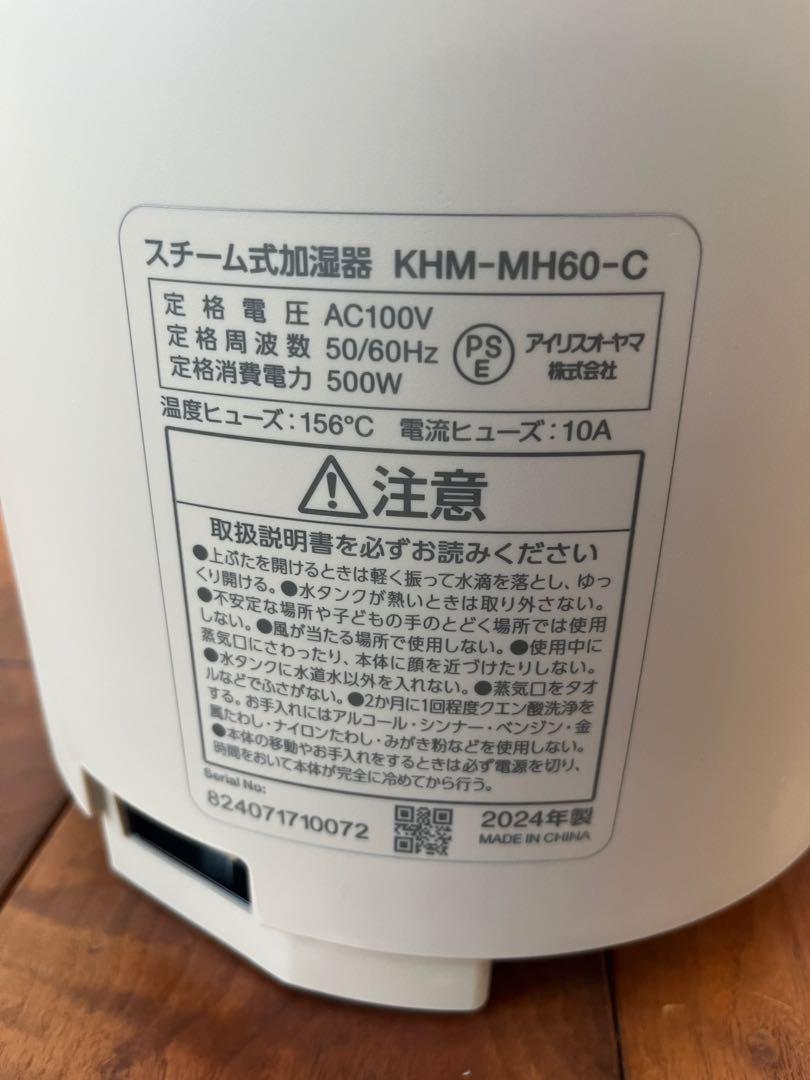 スチーム式加湿器 KHM-MH60-C
定格電圧 AC100V
定格周波数 50/60Hz
定格消費電力 500W
PS
E
アイリスオーヤマ
株式会社
温度ヒューズ:156℃ 電流ヒューズ:10A
注意
取扱説明書を必ずお読みください
●上ぶたを開けるときは軽く振って水滴を落とし、ゆっ
くり開ける。●水タンクが熱いときは取り外さない。
●不安定な場所や子どもの手のとどく場所では使用
しない。●風が当たる場所で使用しない。●使用中に
蒸気口にさわったり、本体に顔を近づけたりしない。
●水タンクに水道水以外を入れない。●蒸気口をタオ
ルなどでふさがない。●2か月に1回程度クエン酸洗浄を
する。お手入れにはアルコール・シンナー・ベンジン・金
属たわし・ナイロンたわし・みがき粉などを使用しない。
●本体の移動やお手入れをするときは必ず電源を切り、
時間をおいて本体が完全に冷めてから行う。
Serial No:
824071710072
2024年製
MADE IN CHINA